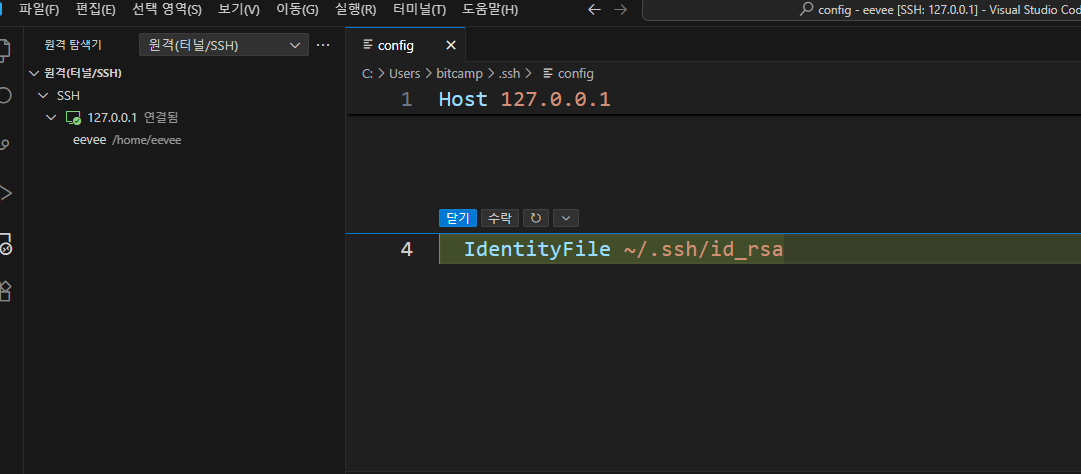 파일(F) 편집(E) 선택 영역(S) 보기(V) 이동(G) 실행(R) 터미널(T) 도움말(H) config - eevee [SSH: 127.0.0.1] - Visual Studio Cod
원격 탐색기 원격(터널/SSH)
config
원격(터널/SSH)
C: > Users > bitcamp > .ssh > config
SSH
1 Host 127.0.0.1
127.0.0.1 연결됨
eevee /home/eevee
닫기 수락
4 IdentityFile ~/.ssh/id_rsa